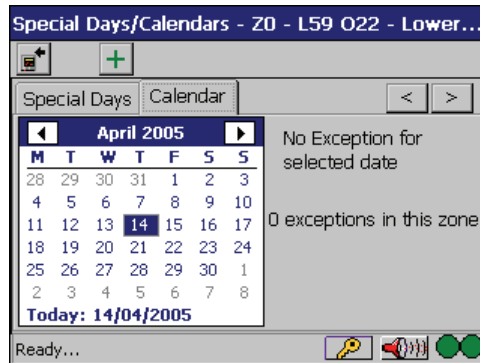 Special Days/Calendars - Z0 - L59 O22 - Lower...
Special Days Calendar < >
April 2005
M T W T F S S
28 29 30 31 1 2 3
4 5 6 7 8 9 10
11 12 13 14 15 16 17
18 19 20 21 22 23 24
25 26 27 28 29 30 1
2 3 4 5 6 7 8
Today: 14/04/2005
No Exception for
selected date
0 exceptions in this zone
Ready...